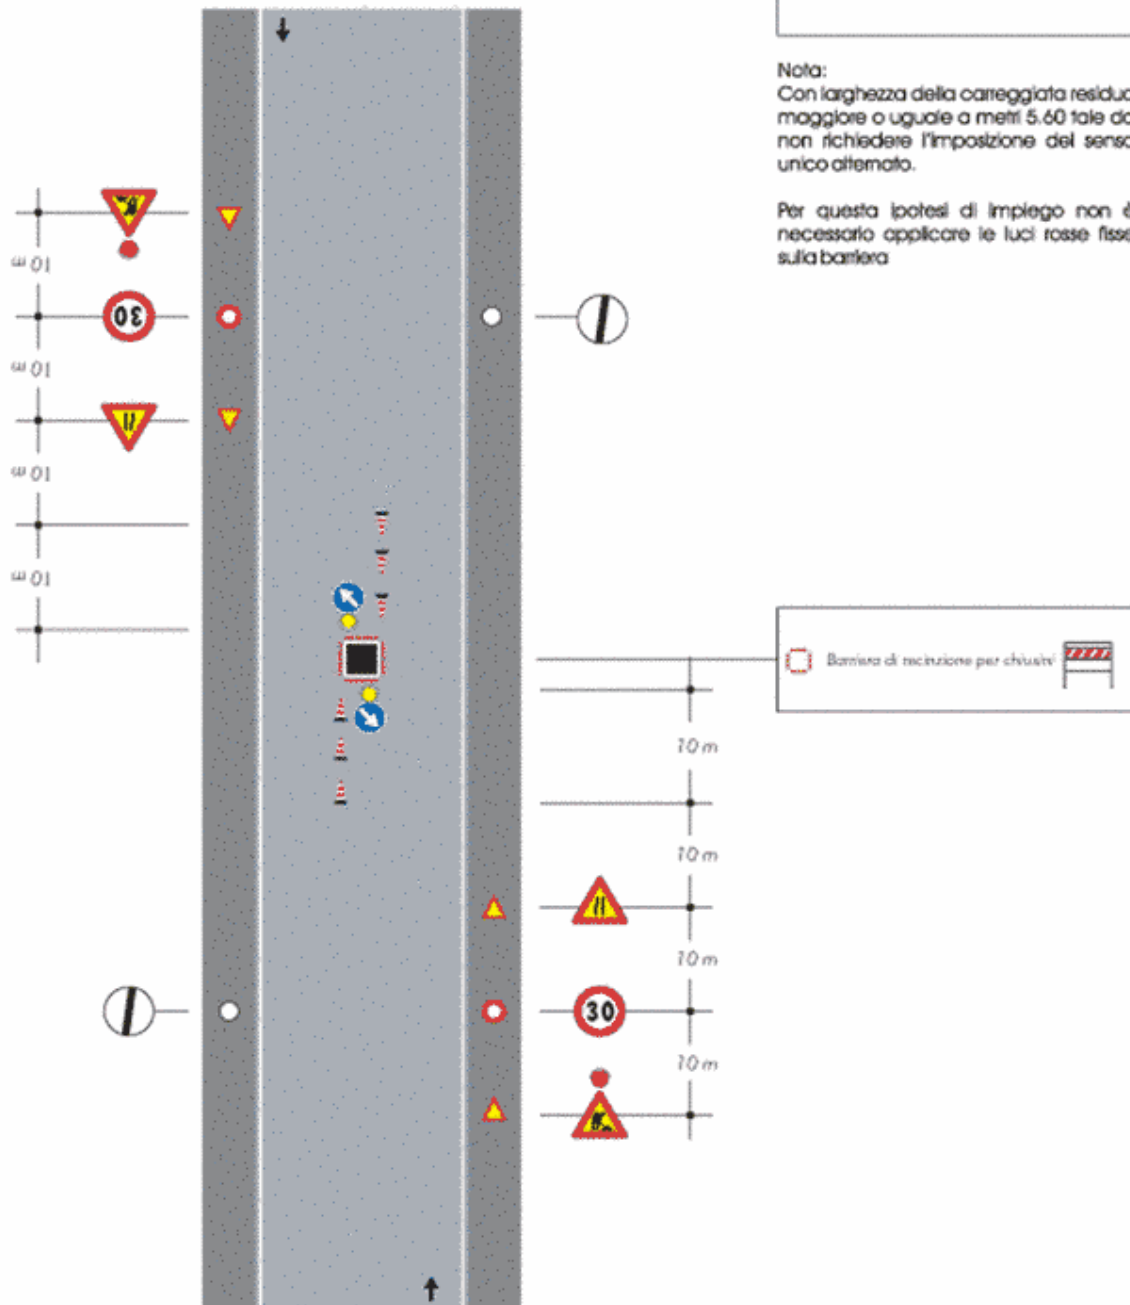 Nota:
Con larghezza della carreggiata residua
maggiore o uguale a metri 5.60 tale da
non richiedere l'imposizione del senso
unico alternato.
Per questa ipotesi di impiego non è
necessario applicare le luci rosse fisse
sulla barriera
10 m
30
10 m
10 m
10 m
Barriera di recinzione per chiusini
10 m
10 m
10 m
30
10 m